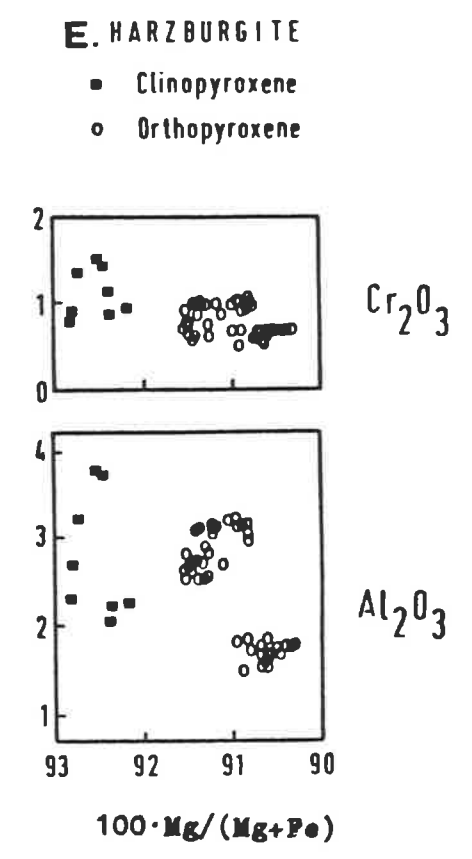 E. HARZBURGITE
Clinopyroxene
Orthopyroxene
2
1
0
Cr2O3
4
3
2
1
Al2O3
93 92 91 90
100·Mg/(Mg+Fe)